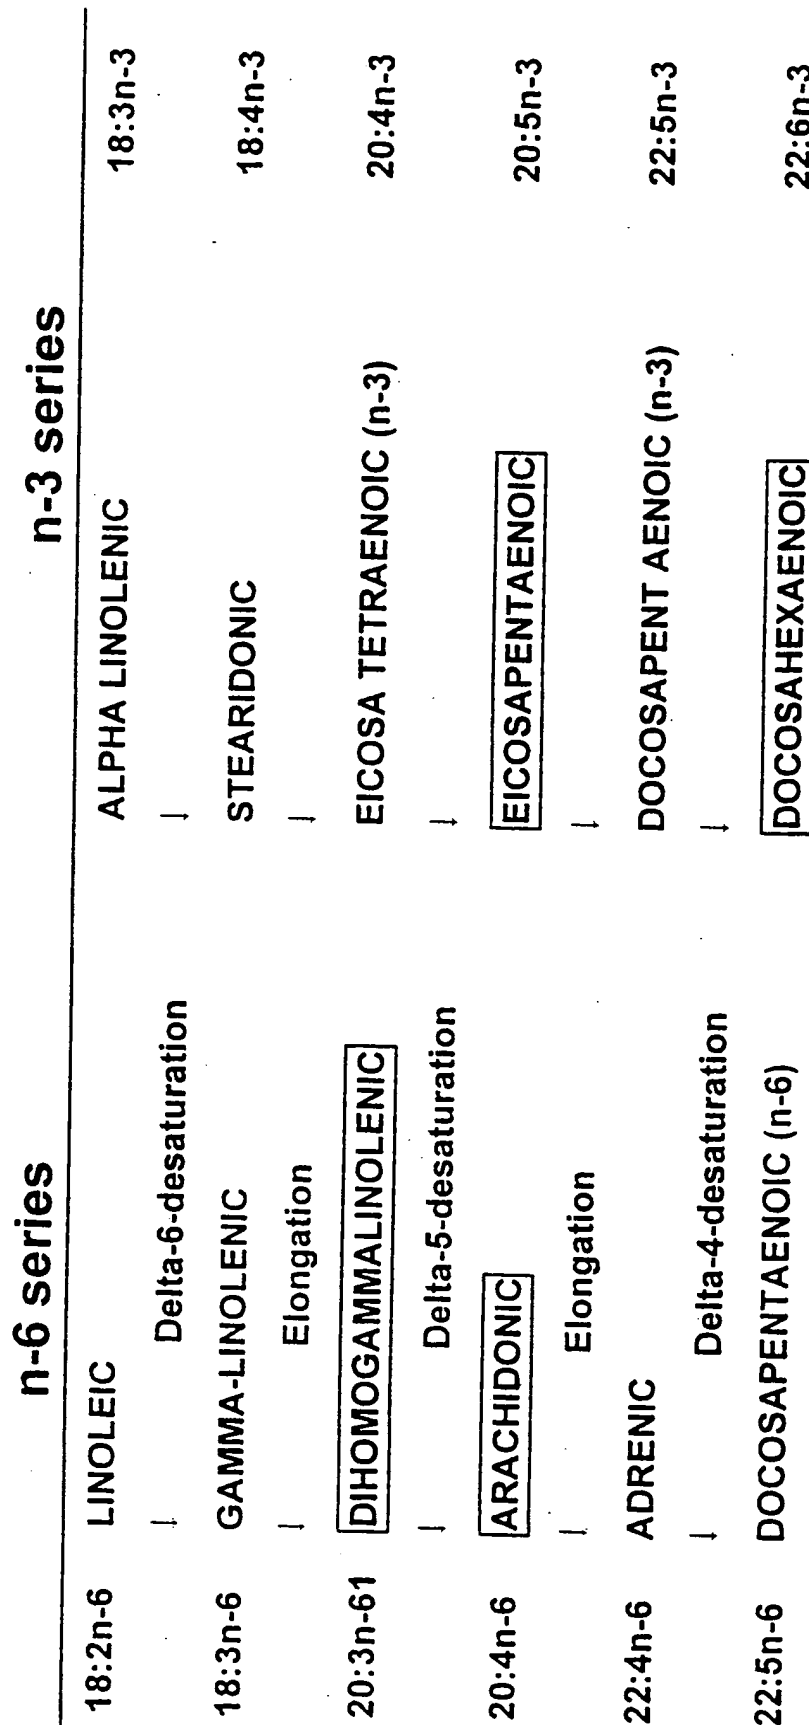 n-6 series n-3 series
18:2n-6 LINOLEIC ALPHA LINOLENIC 18:3n-3
↓ Delta-6-desaturation ↓
18:3n-6 GAMMA-LINOLENIC STEARIDONIC 18:4n-3
↓ Elongation ↓
20:3n-61 DIHOMOGAMMALINOLENIC EICOSA TETRAENOIC (n-3) 20:4n-3
↓ Delta-5-desaturation ↓
20:4n-6 ARACHIDONIC EICOSAPENTAENOIC 20:5n-3
↓ Elongation ↓
22:4n-6 ADRENIC DOCOSAPENT AENOIC (n-3) 22:5n-3
↓ Delta-4-desaturation ↓
22:5n-6 DOCOSAPENTAENOIC (n-6) DOCOSAHEXAENOIC 22:6n-3